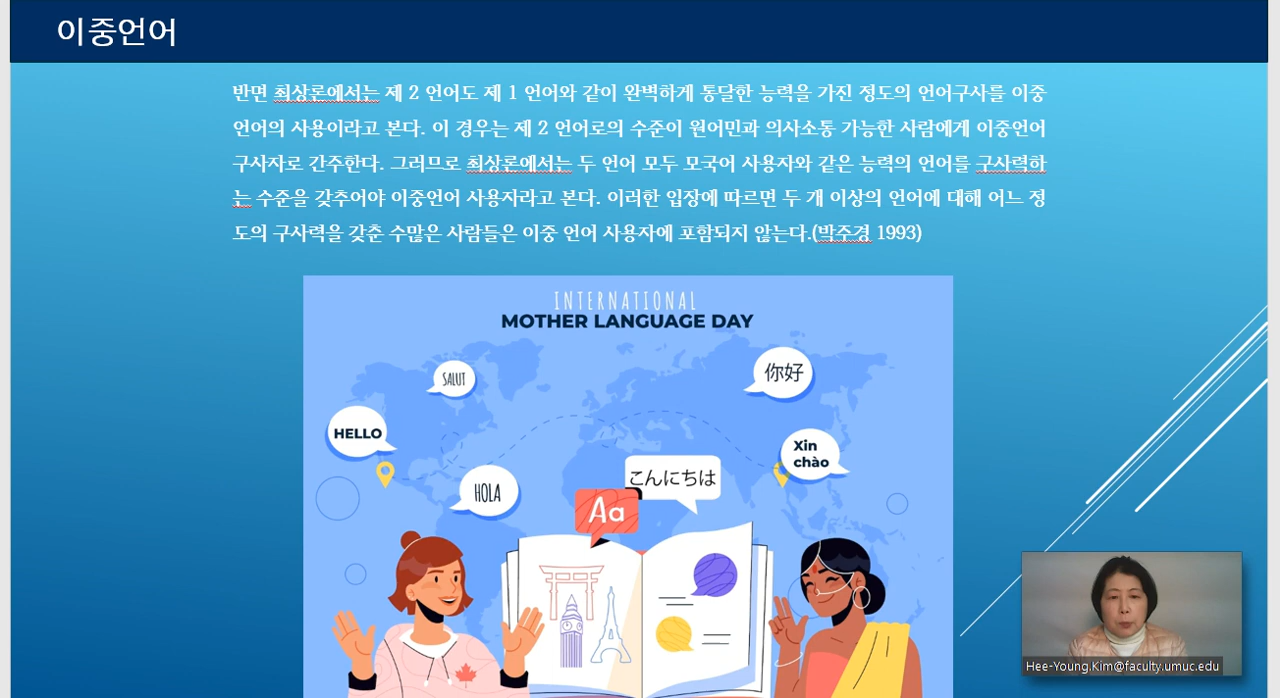 이중언어
반면 최상론에서는 제 2 언어도 제 1 언어와 같이 완벽하게 통달한 능력을 가진 정도의 언어구사를 이중
언어의 사용이라고 본다. 이 경우는 제 2 언어로의 수준이 원어민과 의사소통 가능한 사람에게 이중언어
구사자로 간주한다. 그러므로 최상론에서는 두 언어 모두 모국어 사용자와 같은 능력의 언어를 구사력하
는 수준을 갖추어야 이중언어 사용자라고 본다. 이러한 입장에 따르면 두 개 이상의 언어에 대해 어느 정
도의 구사력을 갖춘 수많은 사람들은 이중 언어 사용자에 포함되지 않는다.(박주경 1993)
INTERNATIONAL
MOTHER LANGUAGE DAY
SALUT
你好
HELLO
Xin
chào
HOLA
こんにちは
Aa
Hee-Young.Kim@faculty.umuc.edu